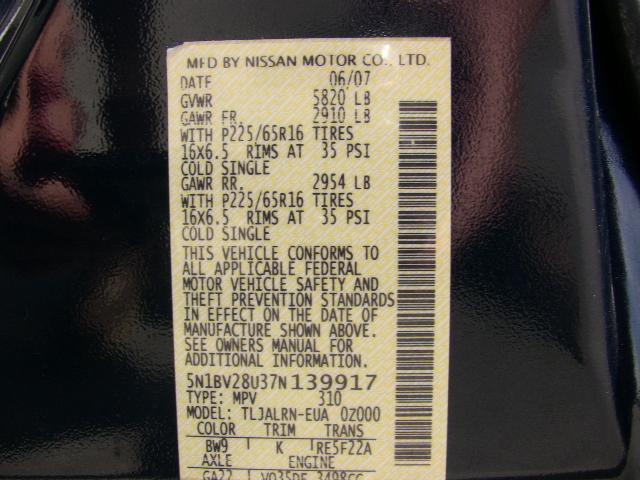 MFD BY NISSAN MOTOR CO., LTD.
DATE 06/07
GVWR 5820 LB
GAWR FR. 2910 LB
WITH P225/65R16 TIRES
16X6.5 RIMS AT 35 PSI
COLD SINGLE
GAWR RR. 2954 LB
WITH P225/65R16 TIRES
16X6.5 RIMS AT 35 PSI
COLD SINGLE
THIS VEHICLE CONFORMS TO
ALL APPLICABLE FEDERAL
MOTOR VEHICLE SAFETY AND
THEFT PREVENTION STANDARDS
IN EFFECT ON THE DATE OF
MANUFACTURE SHOWN ABOVE.
SEE OWNERS MANUAL FOR
ADDITIONAL INFORMATION.
5N1BV28U37N139917
TYPE: MPV 310
MODEL: TLJALRN-EUA 0Z000
COLOR TRIM TRANS
BW9 K RE5F22A
AXLE ENGINE
GA22 VQ35DE 3498CC